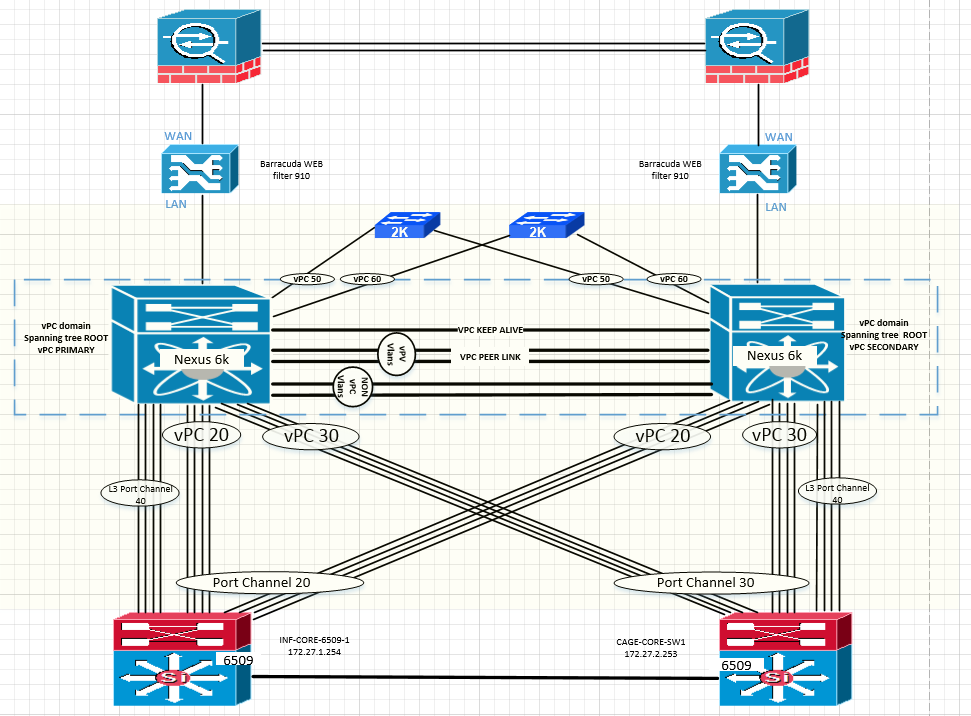 WAN
WAN
Barracuda WEB
filter 910
Barracuda WEB
filter 910
LAN
LAN
2K
2K
vPC 50
vPC 60
vPC 50
vPC 60
vPC domain
Spanning tree ROOT
vPC PRIMARY
vPC domain
Spanning tree ROOT
vPC SECONDARY
VPC KEEP ALIVE
Nexus 6k
Nexus 6k
vPV
Vlans
VPC PEER LINK
NON
vPC
Vlans
vPC 20
vPC 30
vPC 20
vPC 30
L3 Port Channel
40
L3 Port Channel
40
Port Channel 20
Port Channel 30
INF-CORE-6509-1
172.27.1.254
CAGE-CORE-SW1
172.27.2.253
6509
6509
Si
Si